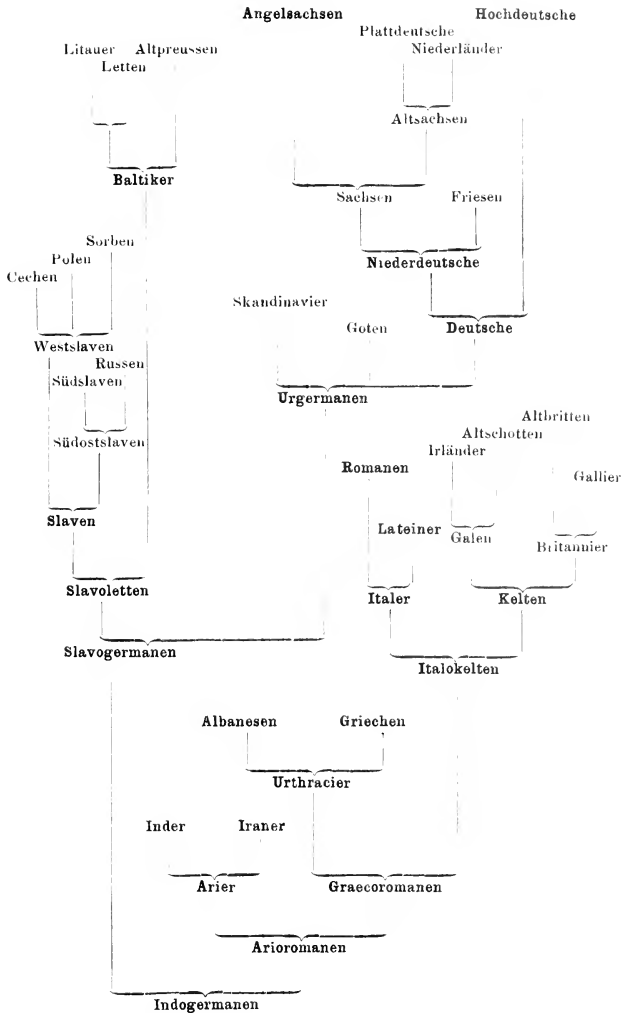 Angelsachsen Hochdeutsche
Plattdeutsche
Litauer Altpreussen Niederländer
Letten
Altsachsen
Baltiker
Sachsen Friesen
Sorben
Polen Niederdeutsche
Cechen
Skandinavier
Goten Deutsche
Westslaven
Russen
Südslaven
Urgermanen
Altbritten
Altschotten
Südostslaven Irländer
Romanen
Gallier
Slaven
Lateiner
Galen
Britannier
Slavoletten Italer Kelten
Slavogermanen
Italokelten
Albanesen Griechen
Urthracier
Inder Iraner
Arier Graecoromanen
Arioromanen
Indogermanen